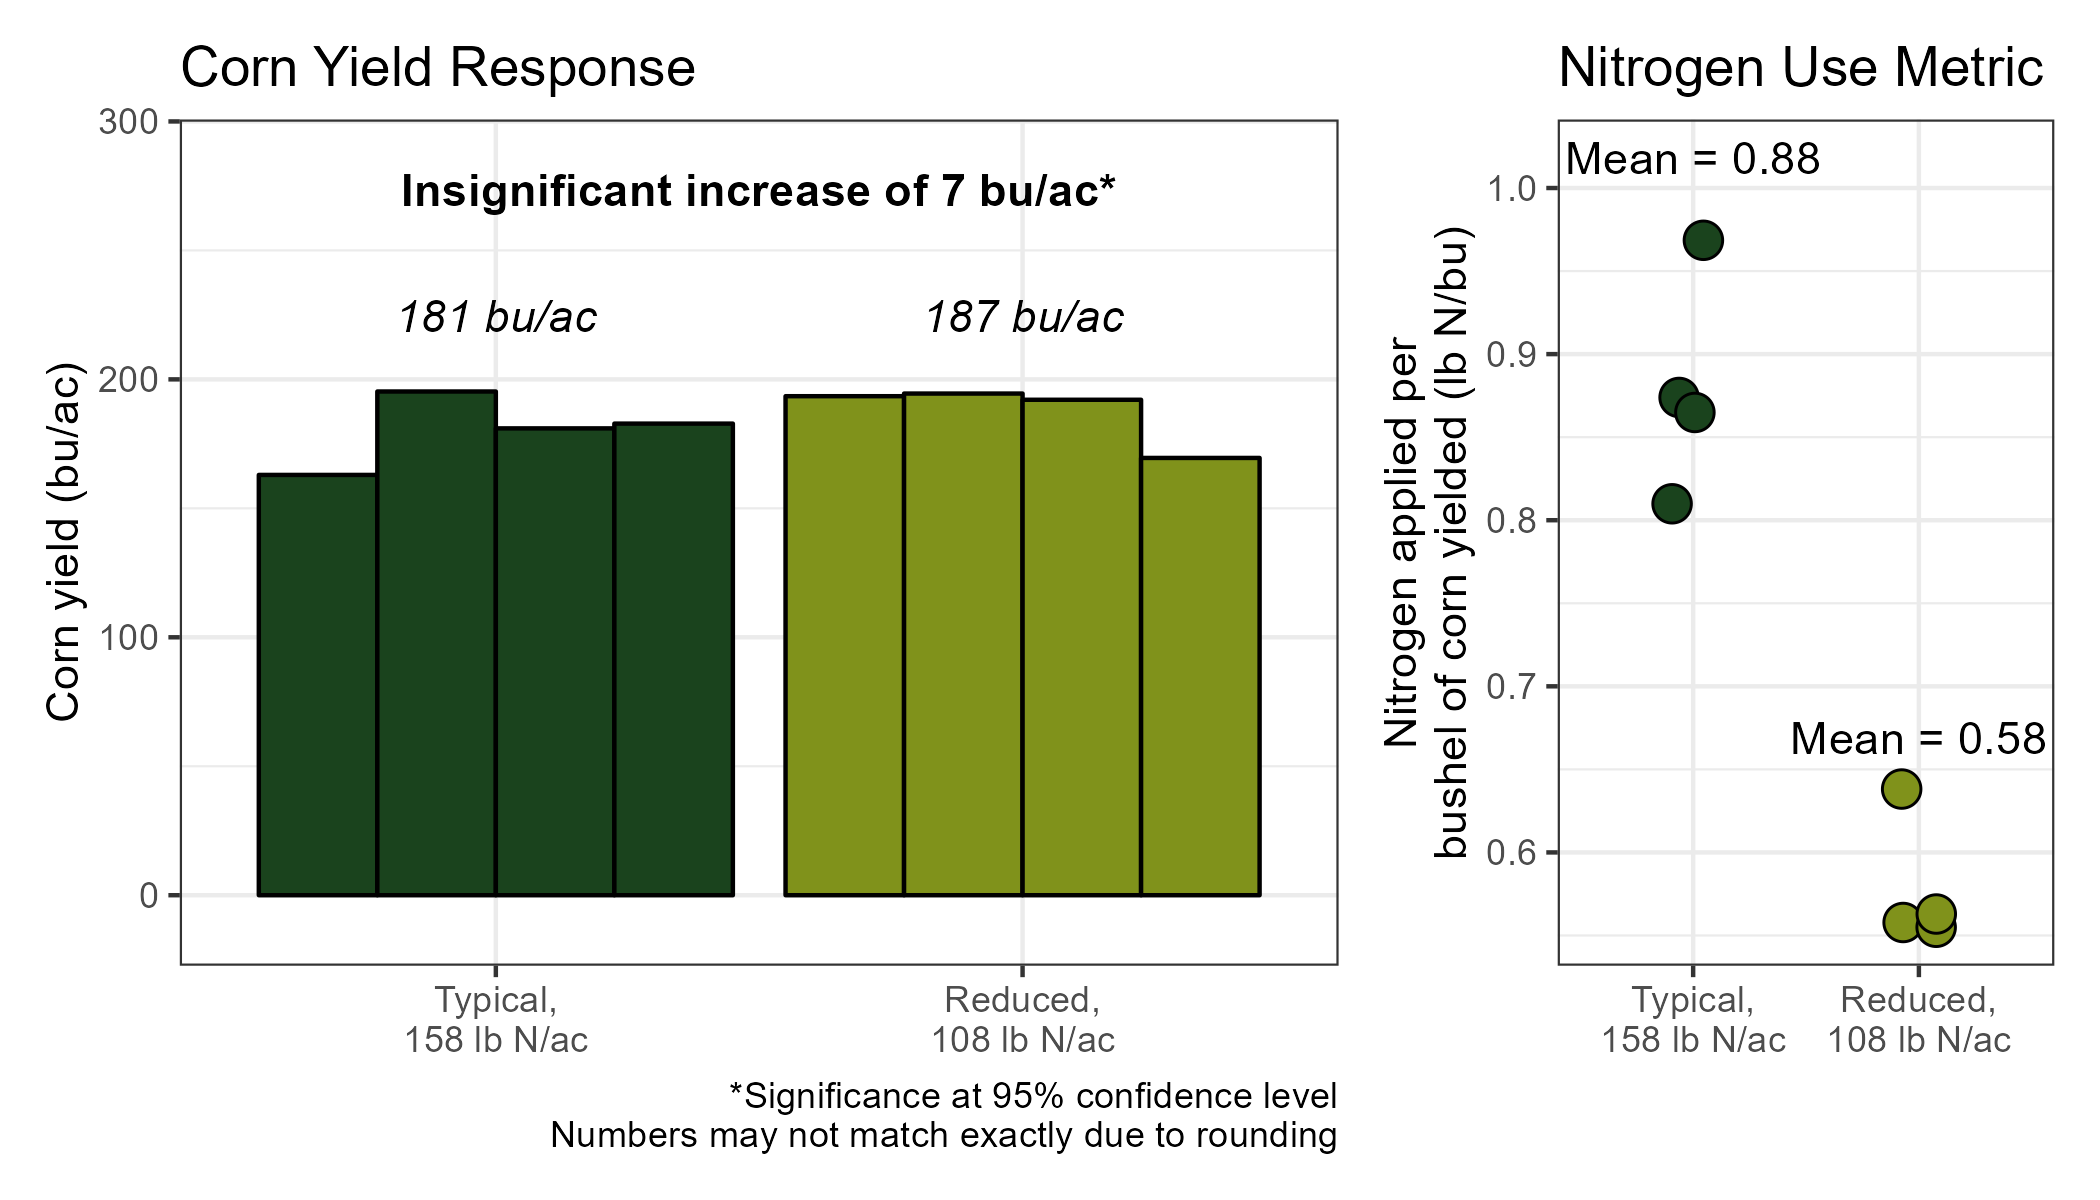 Corn Yield Response
Insignificant increase of 7 bu/ac*
181 bu/ac
187 bu/ac
Corn yield (bu/ac)
300
200
100
0
Typical,
158 lb N/ac
Reduced,
108 lb N/ac
*Significance at 95% confidence level
Numbers may not match exactly due to rounding
Nitrogen Use Metric
Mean = 0.88
Mean = 0.58
Nitrogen applied per
bushel of corn yielded (lb N/bu)
1.0
0.9
0.8
0.7
0.6
Typical,
158 lb N/ac
Reduced,
108 lb N/ac